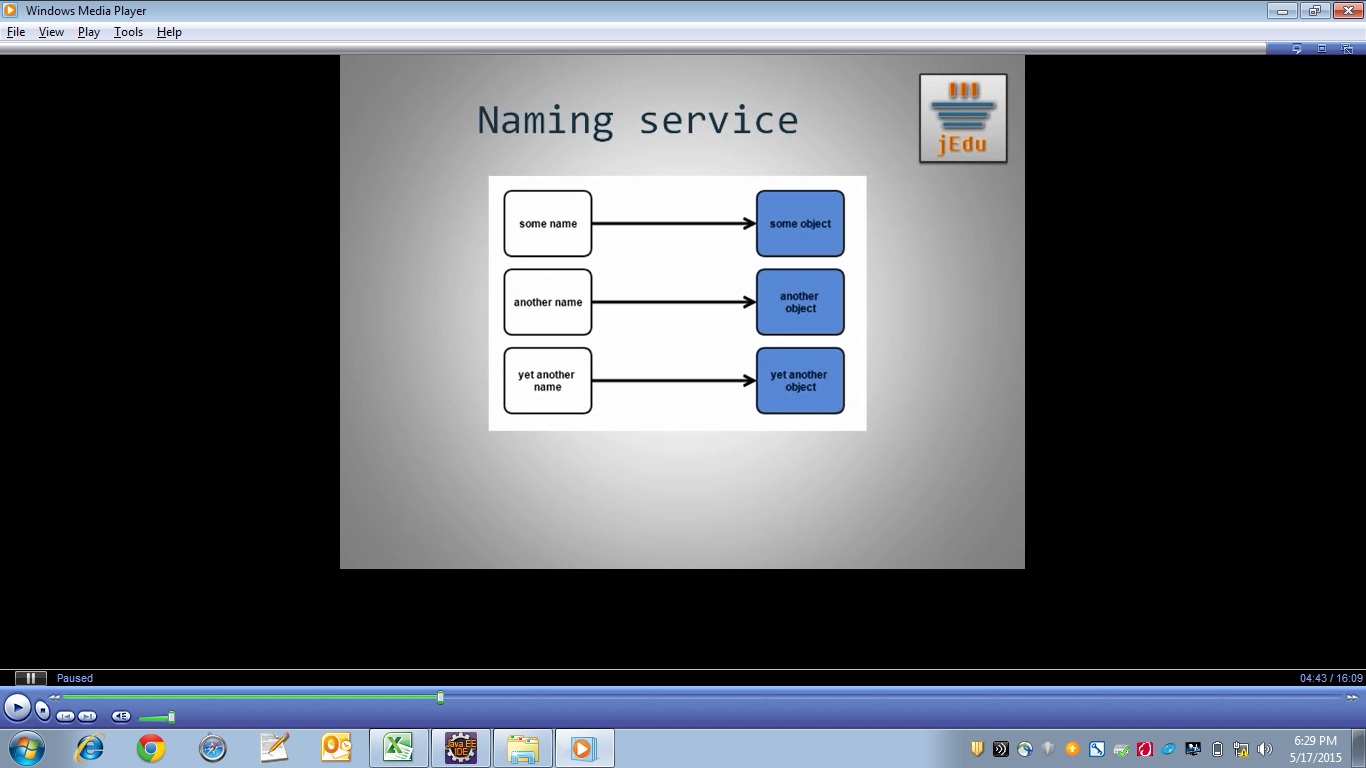 Windows Media Player
File View Play Tools Help
Naming service
jEdu
some name
some object
another name
another
object
yet another
name
yet another
object
Paused
04:43 / 16:09
Java EE
IDE
6:29 PM
5/17/2015